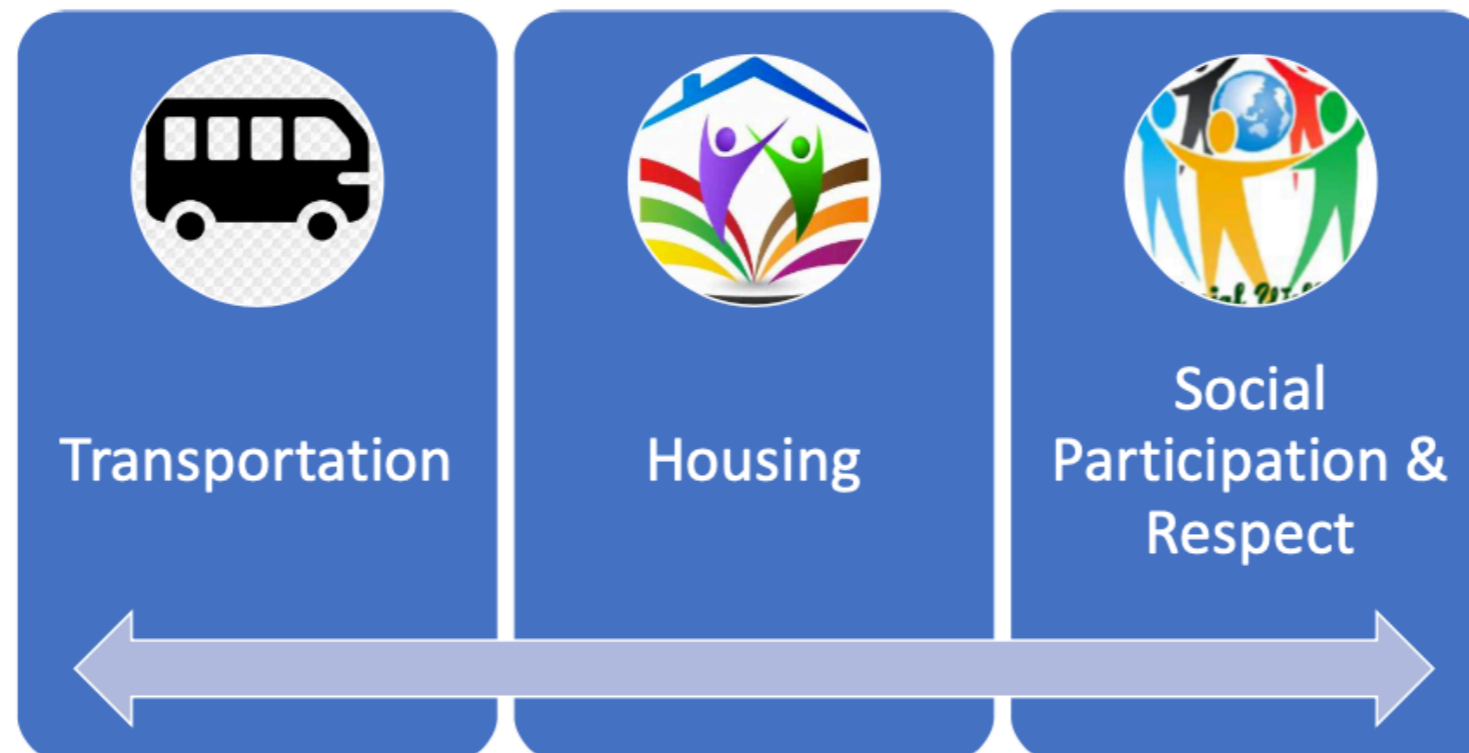 Transportation
Housing
Social
Participation &
Respect